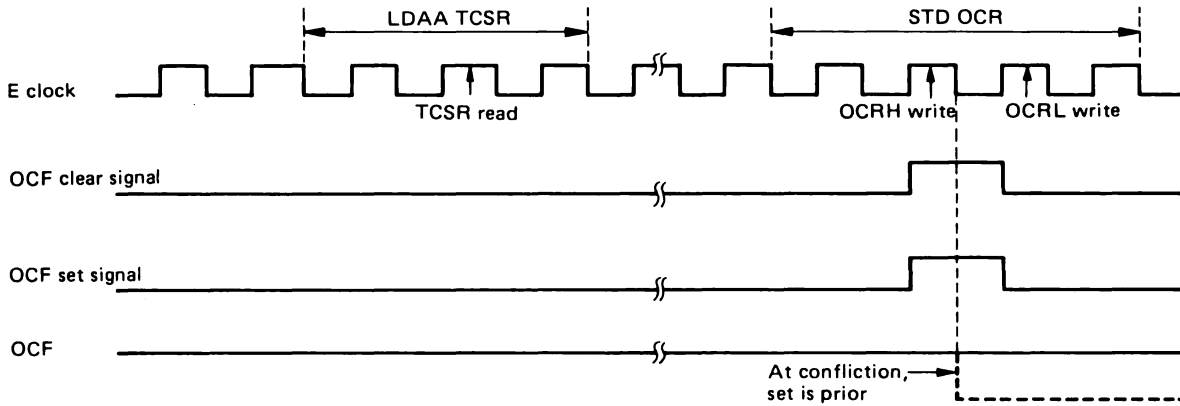 LDAA TCSR
STD OCR
E clock
TCSR read
OCRH write
OCRL write
OCF clear signal
OCF set signal
OCF
At confliction,
set is prior